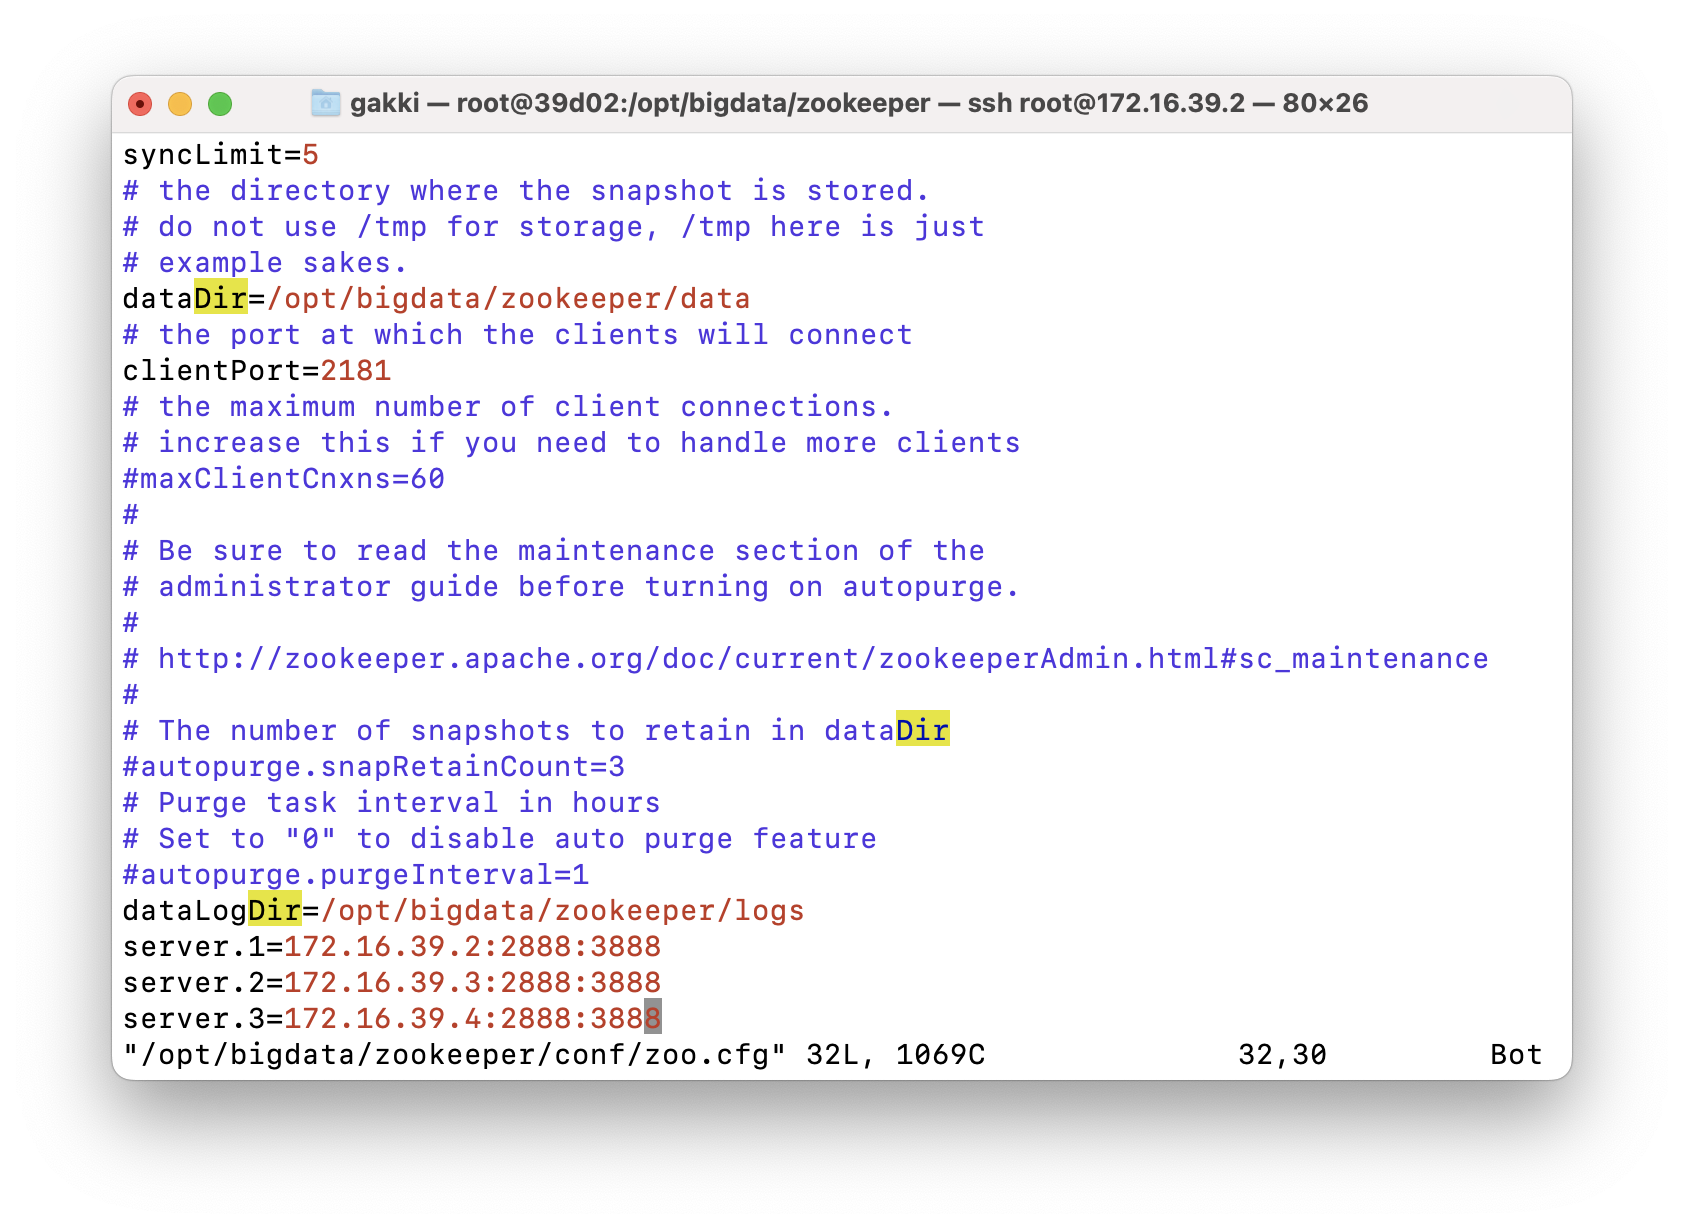 gakki — root@39d02:/opt/bigdata/zookeeper — ssh root@172.16.39.2 — 80×26
syncLimit=5
# the directory where the snapshot is stored.
# do not use /tmp for storage, /tmp here is just
# example sakes.
dataDir=/opt/bigdata/zookeeper/data
# the port at which the clients will connect
clientPort=2181
# the maximum number of client connections.
# increase this if you need to handle more clients
#maxClientCnxns=60
#
# Be sure to read the maintenance section of the
# administrator guide before turning on autopurge.
#
# http://zookeeper.apache.org/doc/current/zookeeperAdmin.html#sc_maintenance
#
# The number of snapshots to retain in dataDir
#autopurge.snapRetainCount=3
# Purge task interval in hours
# Set to "0" to disable auto purge feature
#autopurge.purgeInterval=1
dataLogDir=/opt/bigdata/zookeeper/logs
server.1=172.16.39.2:2888:3888
server.2=172.16.39.3:2888:3888
server.3=172.16.39.4:2888:3888
"/opt/bigdata/zookeeper/conf/zoo.cfg" 32L, 1069C 32,30 Bot